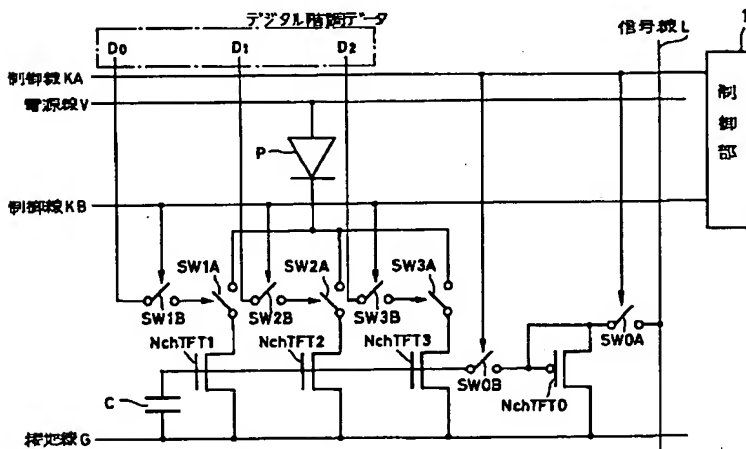 デジタル階調データ
D0 D1 D2
信号線L
1
制御線KA
電源線V
制御部
P
制御線KB
SW1A SW2A SW3A
SW1B SW2B SW3B SW0A
NchTFT1 NchTFT2 NchTFT3
SW0B
NchTFT0
C
接地線G